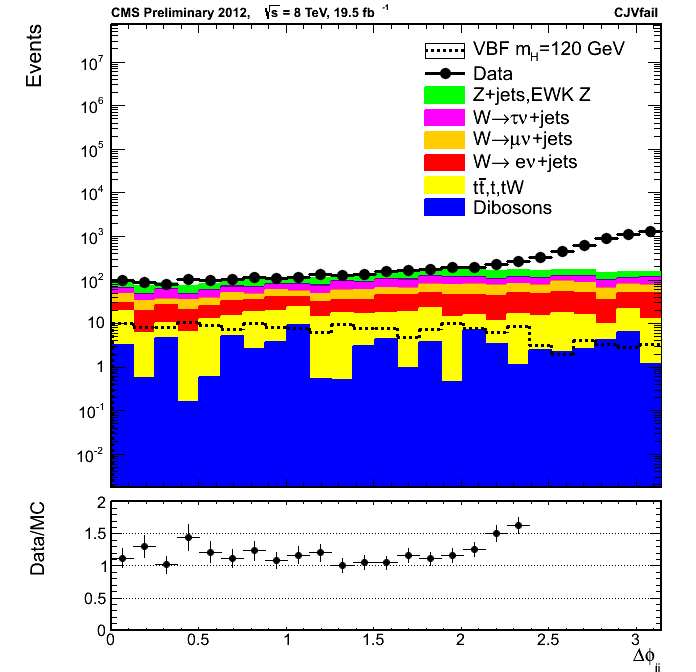 CMS Preliminary 2012, √s = 8 TeV, 19.5 fb⁻¹ CJVfail
Events
VBF m_H=120 GeV
Data
Z+jets,EWK Z
W→τν+jets
W→μν+jets
W→ eν+jets
tt̄,t,tW
Dibosons
10⁷
10⁶
10⁵
10⁴
10³
10²
10
1
10⁻¹
10⁻²
Data/MC
2
1.5
1
0.5
0
0 0.5 1 1.5 2 2.5 3
Δϕ_jj